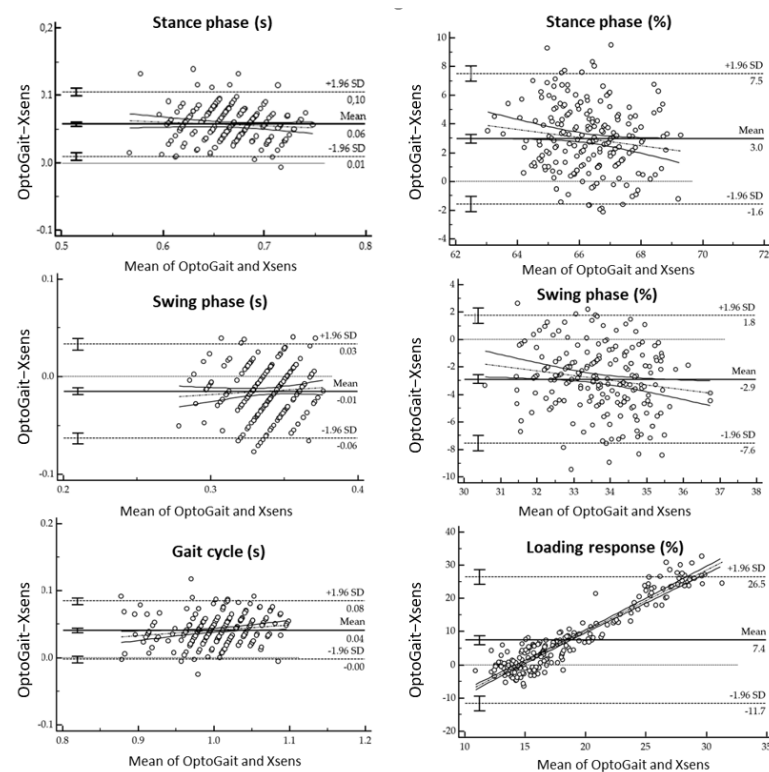 Stance phase (s)
0,2
0.1
0.0
-0.1
0.5 0.6 0.7 0.8
OptoGait–Xsens
Mean of OptoGait and Xsens
+1.96 SD
0,10
Mean
0.06
-1.96 SD
0.01
Stance phase (%)
10
8
6
4
2
0
-2
-4
62 64 66 68 70 72
OptoGait–Xsens
Mean of OptoGait and Xsens
+1.96 SD
7.5
Mean
3.0
-1.96 SD
-1.6
Swing phase (s)
0.1
0.0
-0.1
0.2 0.3 0.4
OptoGait–Xsens
Mean of OptoGait and Xsens
+1.96 SD
0.03
Mean
-0.01
-1.96 SD
-0.06
Swing phase (%)
4
2
0
-2
-4
-6
-8
-10
30 31 32 33 34 35 36 37 38
OptoGait–Xsens
Mean of OptoGait and Xsens
+1.96 SD
1.8
Mean
-2.9
-1.96 SD
-7.6
Gait cycle (s)
0.2
0.1
0.0
-0.1
0.8 0.9 1.0 1.1 1.2
OptoGait–Xsens
Mean of OptoGait and Xsens
+1.96 SD
0.08
Mean
0.04
-1.96 SD
-0.00
Loading response (%)
40
30
20
10
0
-10
-20
10 15 20 25 30 35
OptoGait–Xsens
Mean of OptoGait and Xsens
+1.96 SD
26.5
Mean
7.4
-1.96 SD
-11.7